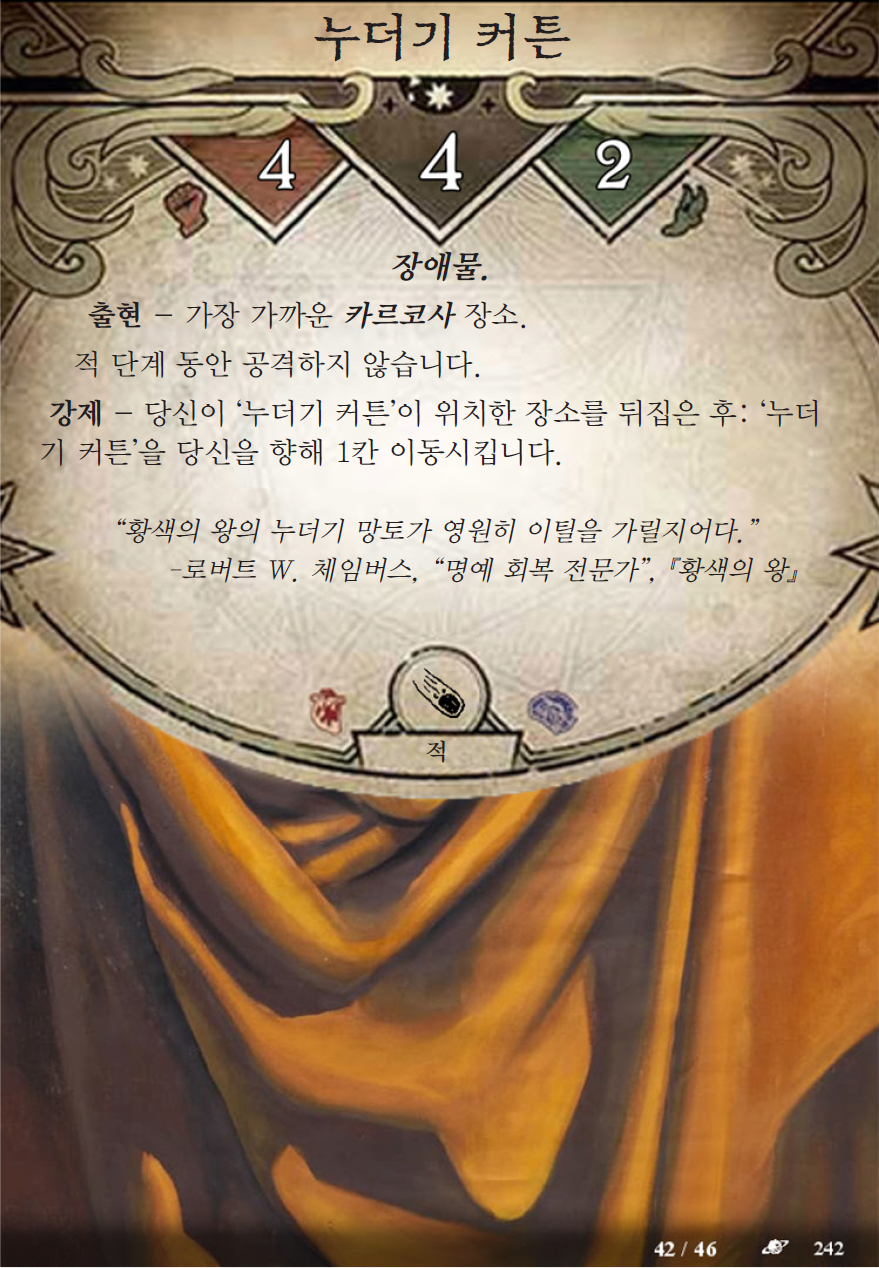 누더기 커튼
4 4 2
장애물.
출현 – 가장 가까운 카르코사 장소.
적 단계 동안 공격하지 않습니다.
강제 – 당신이 ‘누더기 커튼’이 위치한 장소를 뒤집은 후: ‘누더
기 커튼’을 당신을 향해 1칸 이동시킵니다.
“황색의 왕의 누더기 망토가 영원히 이틸을 가릴지어다.”
–로버트 W. 체임버스, “명예 회복 전문가”, 『황색의 왕』
적
42 / 46 242